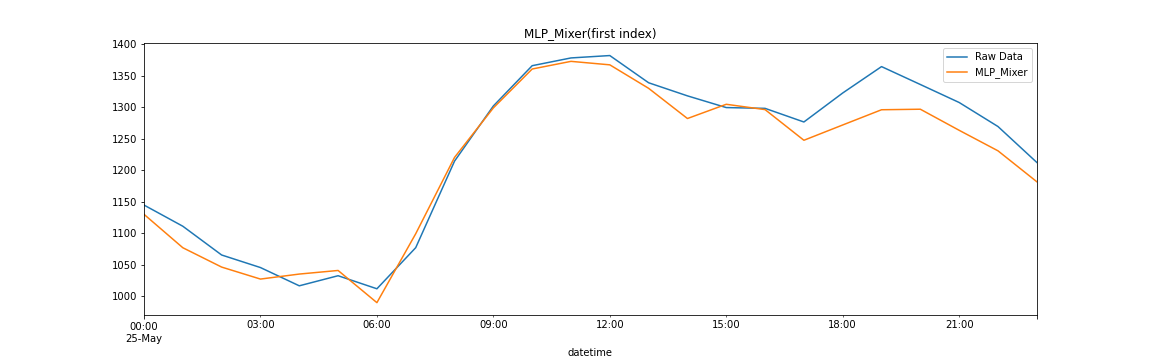 MLP_Mixer(first index)
Raw Data
MLP_Mixer
1400
1350
1300
1250
1200
1150
1100
1050
1000
00:00 03:00 06:00 09:00 12:00 15:00 18:00 21:00
25-May
datetime